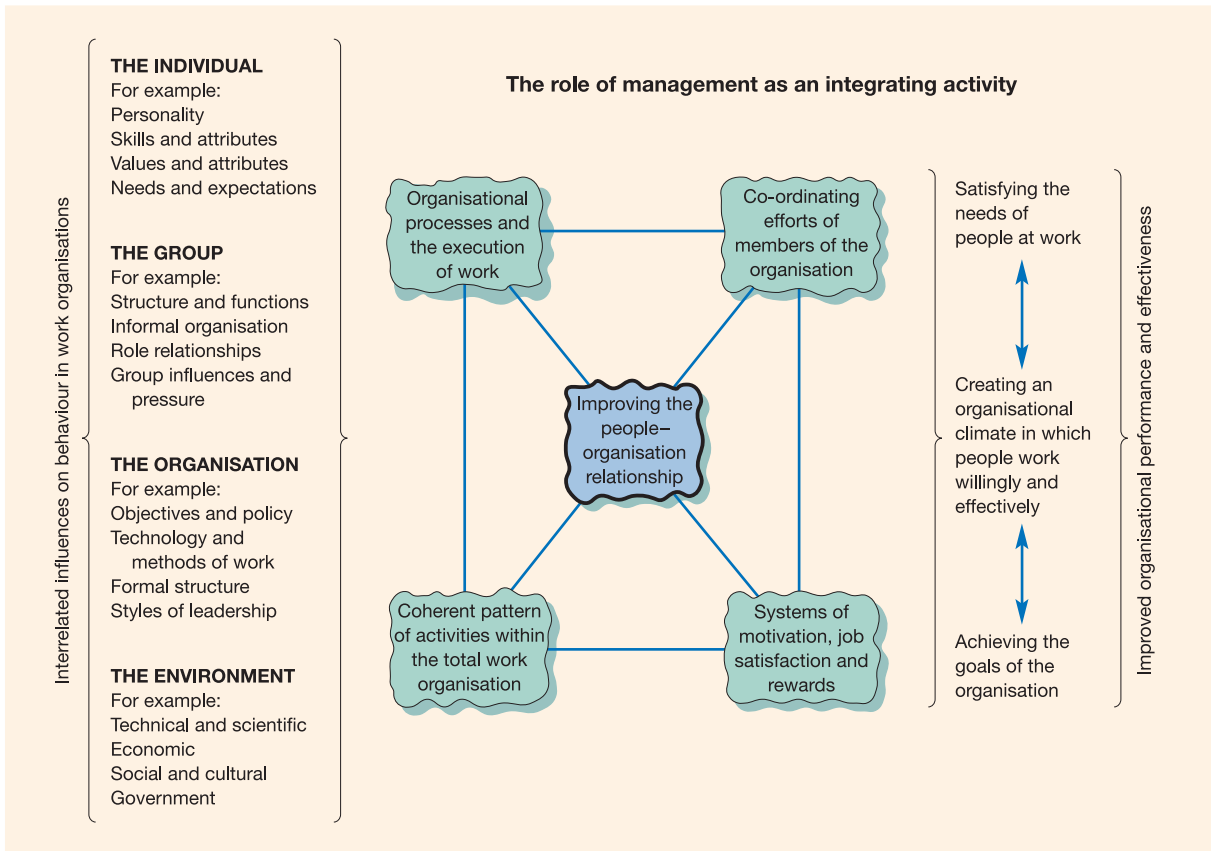 Interrelated influences on behaviour in work organisations
THE INDIVIDUAL
For example:
Personality
Skills and attributes
Values and attributes
Needs and expectations
THE GROUP
For example:
Structure and functions
Informal organisation
Role relationships
Group influences and
pressure
THE ORGANISATION
For example:
Objectives and policy
Technology and
methods of work
Formal structure
Styles of leadership
THE ENVIRONMENT
For example:
Technical and scientific
Economic
Social and cultural
Government
The role of management as an integrating activity
Organisational
processes and
the execution
of work
Co-ordinating
efforts of
members of the
organisation
Improving the
people–
organisation
relationship
Coherent pattern
of activities within
the total work
organisation
Systems of
motivation, job
satisfaction and
rewards
Satisfying the
needs of
people at work
Creating an
organisational
climate in which
people work
willingly and
effectively
Achieving the
goals of the
organisation
Improved organisational performance and effectiveness